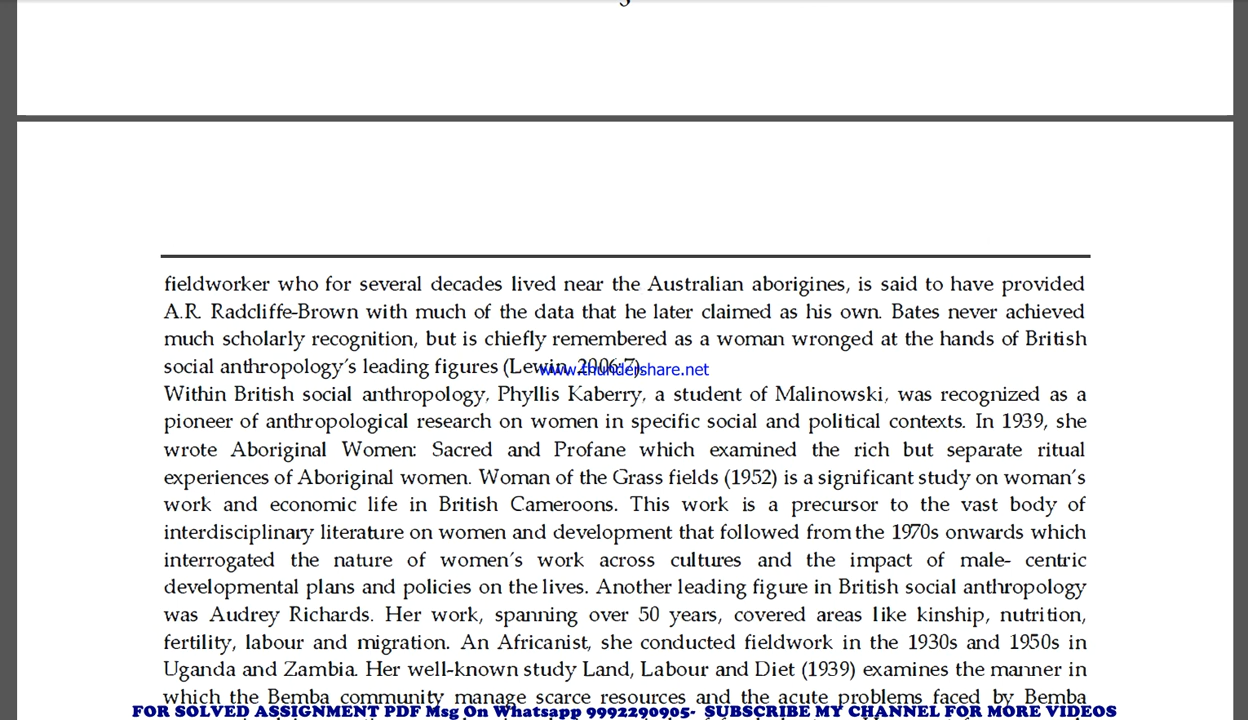 fieldworker who for several decades lived near the Australian aborigines, is said to have provided
A.R. Radcliffe-Brown with much of the data that he later claimed as his own. Bates never achieved
much scholarly recognition, but is chiefly remembered as a woman wronged at the hands of British
social anthropology's leading figures (Lewin, 2006:7).
www.thundershare.net
Within British social anthropology, Phyllis Kaberry, a student of Malinowski, was recognized as a
pioneer of anthropological research on women in specific social and political contexts. In 1939, she
wrote Aboriginal Women: Sacred and Profane which examined the rich but separate ritual
experiences of Aboriginal women. Woman of the Grass fields (1952) is a significant study on woman's
work and economic life in British Cameroons. This work is a precursor to the vast body of
interdisciplinary literature on women and development that followed from the 1970s onwards which
interrogated the nature of women's work across cultures and the impact of male- centric
developmental plans and policies on the lives. Another leading figure in British social anthropology
was Audrey Richards. Her work, spanning over 50 years, covered areas like kinship, nutrition,
fertility, labour and migration. An Africanist, she conducted fieldwork in the 1930s and 1950s in
Uganda and Zambia. Her well-known study Land, Labour and Diet (1939) examines the manner in
which the Bemba community manage scarce resources and the acute problems faced by Bemba
FOR SOLVED ASSIGNMENT PDF Msg On Whatsapp 9992290905- SUBSCRIBE MY CHANNEL FOR MORE VIDEOS